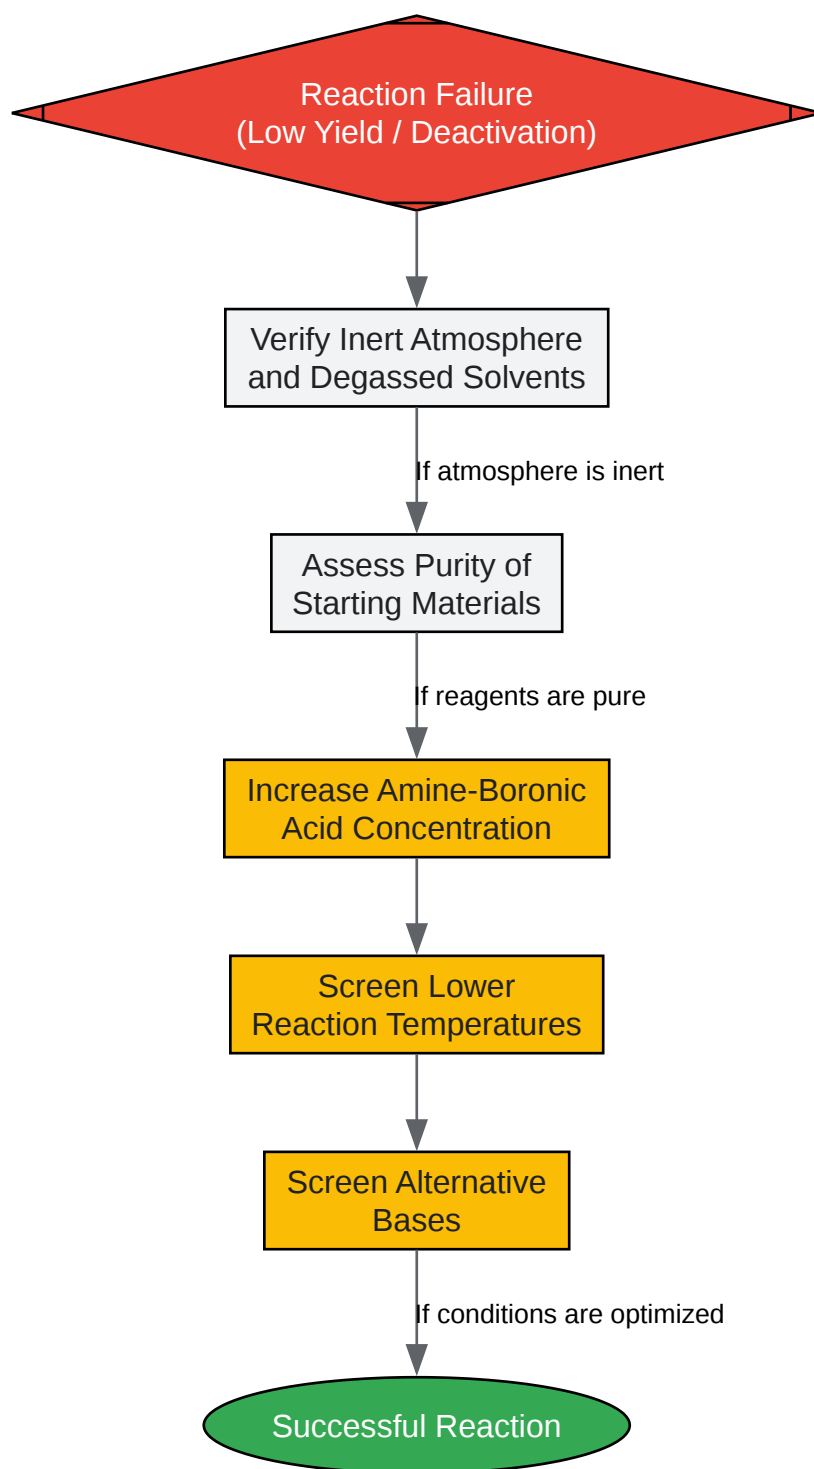 Reaction Failure
(Low Yield / Deactivation)
Verify Inert Atmosphere
and Degassed Solvents
If atmosphere is inert
Assess Purity of
Starting Materials
If reagents are pure
Increase Amine-Boronic
Acid Concentration
Screen Lower
Reaction Temperatures
Screen Alternative
Bases
If conditions are optimized
Successful Reaction